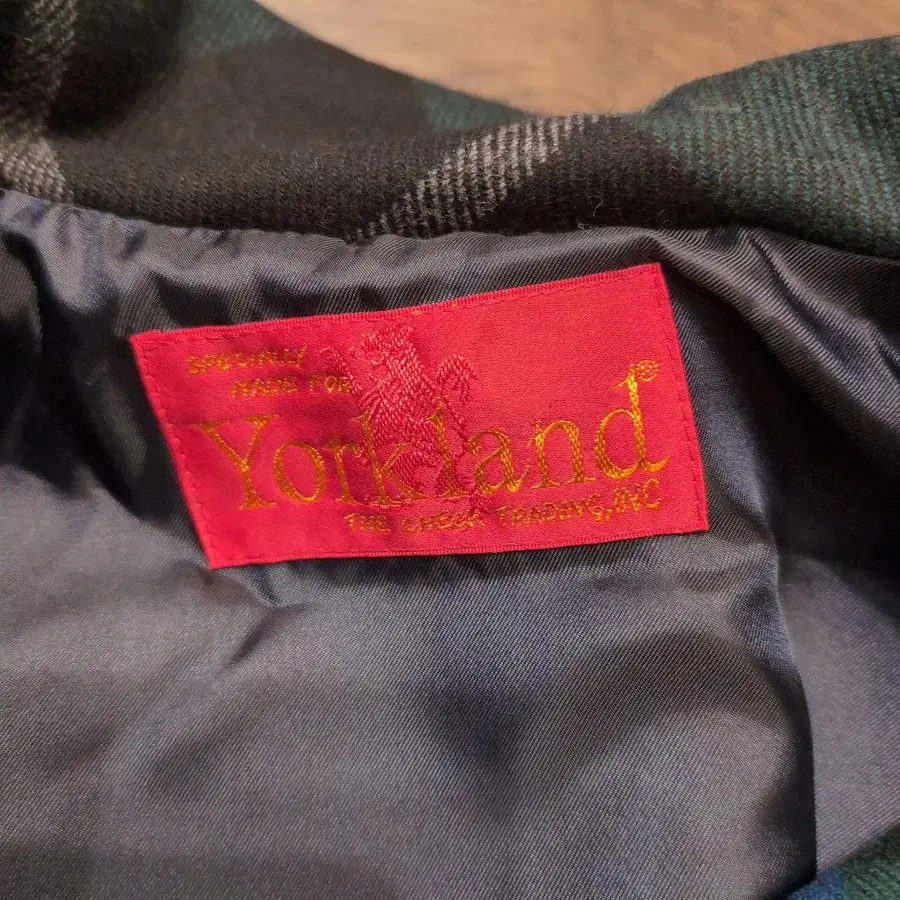 SPECIALLY
MADE FOR
Yorkland®
THE CHECK TRADING, INC